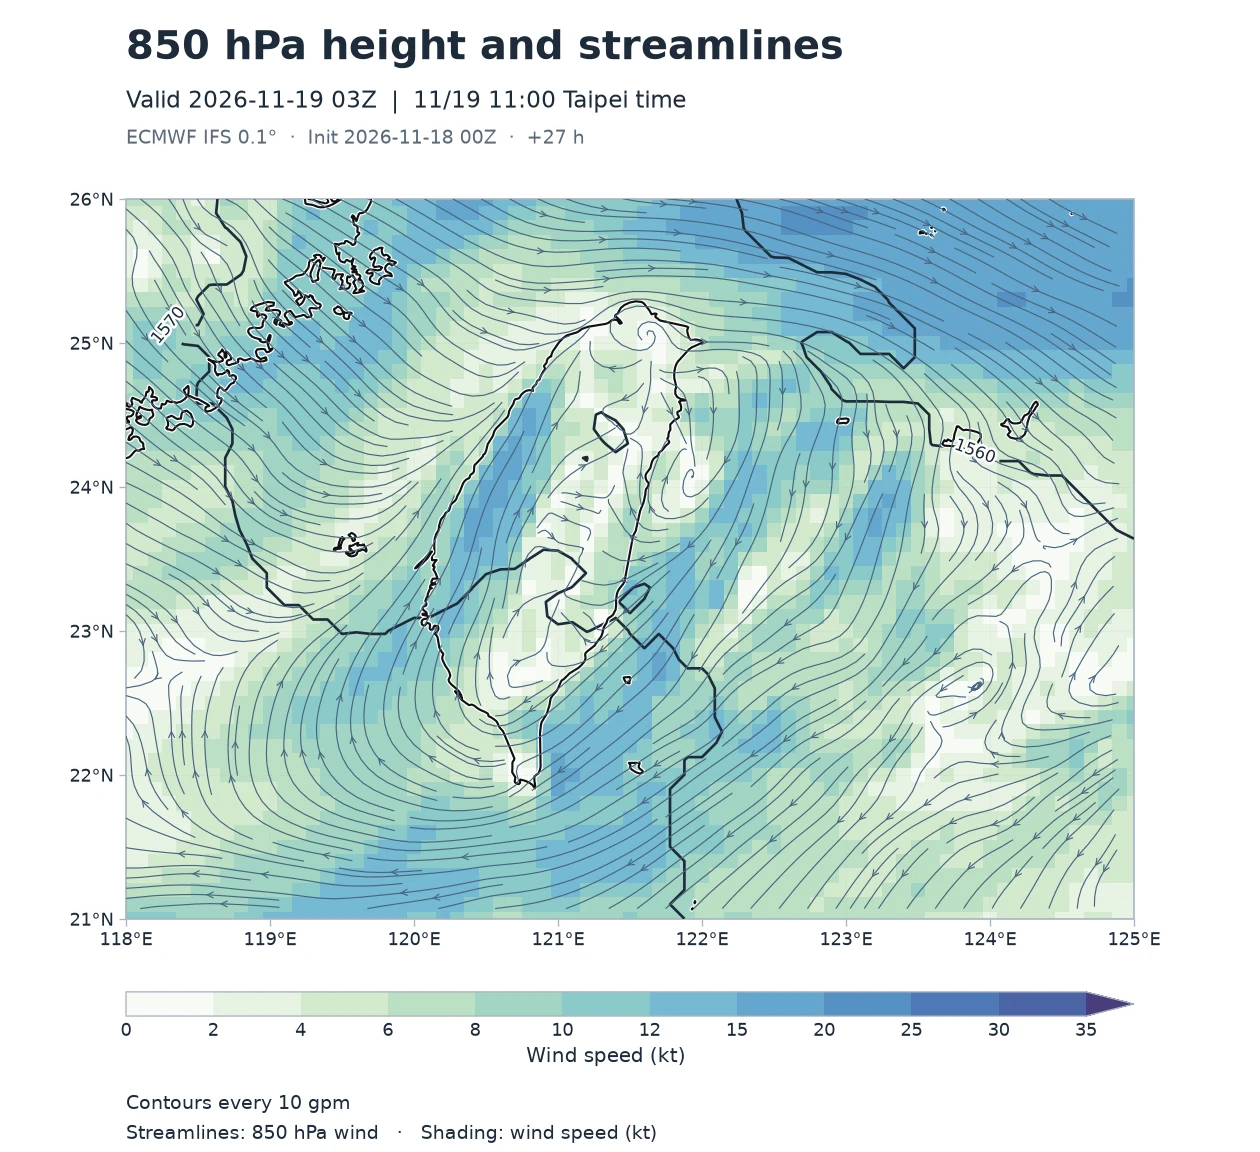 850 hPa height and streamlines
Valid 2026-11-19 03Z | 11/19 11:00 Taipei time
ECMWF IFS 0.1° · Init 2026-11-18 00Z · +27 h
26°N
25°N
24°N
23°N
22°N
21°N
1570
1560
118°E 119°E 120°E 121°E 122°E 123°E 124°E 125°E
0 2 4 6 8 10 12 15 20 25 30 35
Wind speed (kt)
Contours every 10 gpm
Streamlines: 850 hPa wind · Shading: wind speed (kt)